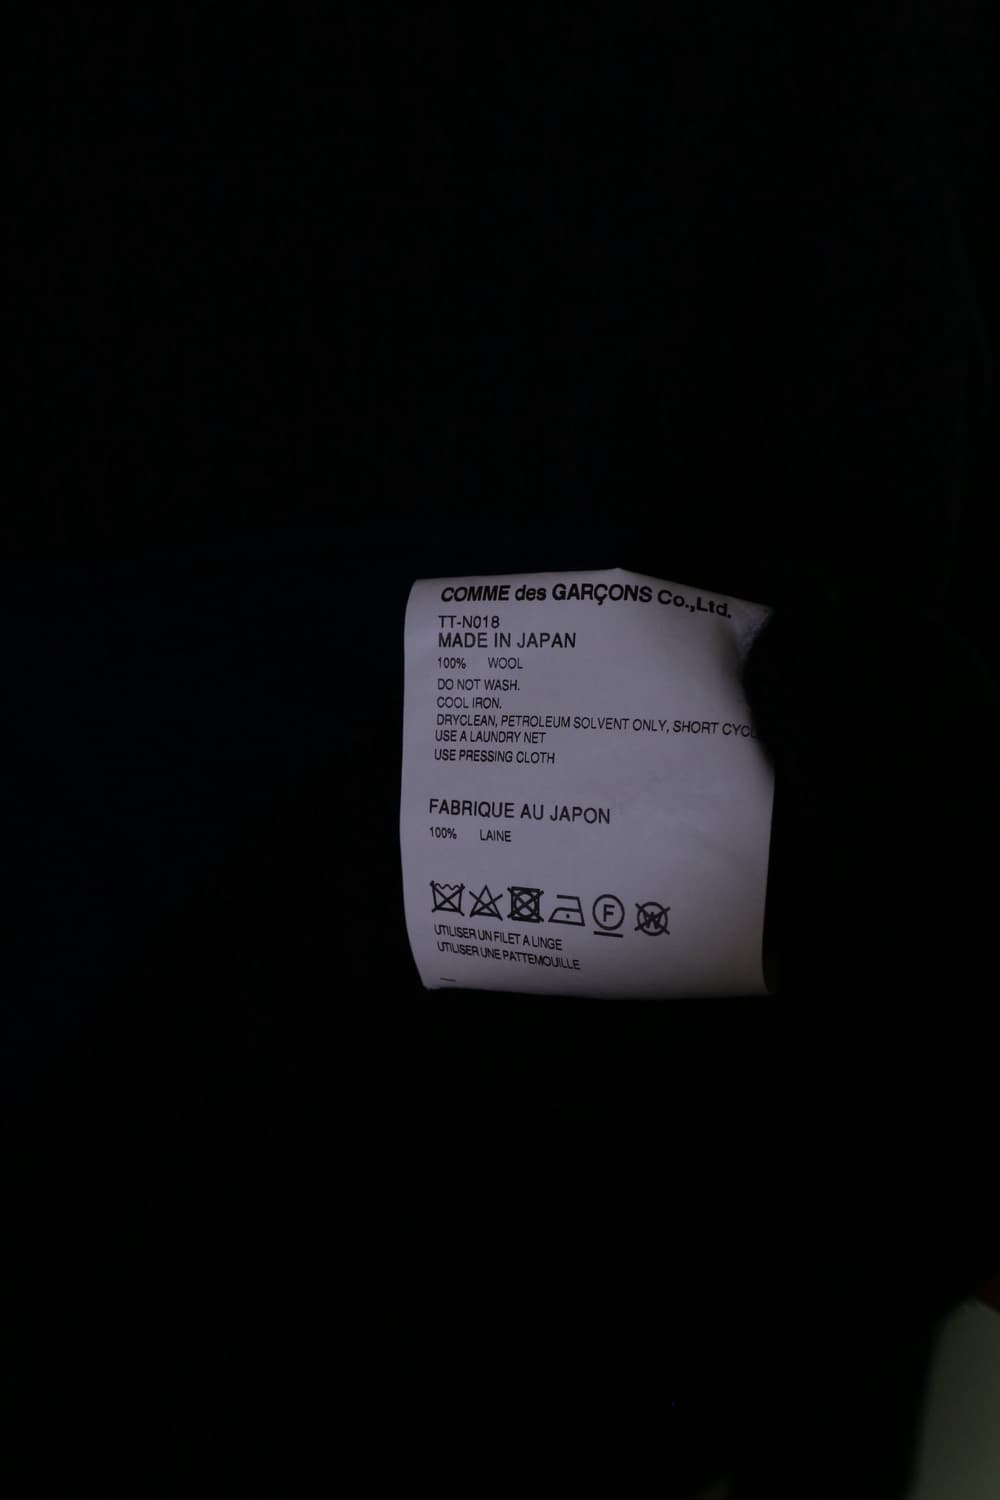 COMME des GARÇONS Co.,Ltd.
TT-N018
MADE IN JAPAN
100% WOOL
DO NOT WASH.
COOL IRON.
DRYCLEAN, PETROLEUM SOLVENT ONLY, SHORT CYCL
USE A LAUNDRY NET
USE PRESSING CLOTH
FABRIQUE AU JAPON
100% LAINE
F W
UTILISER UN FILET A LINGE
UTILISER UNE PATTEMOUILLE